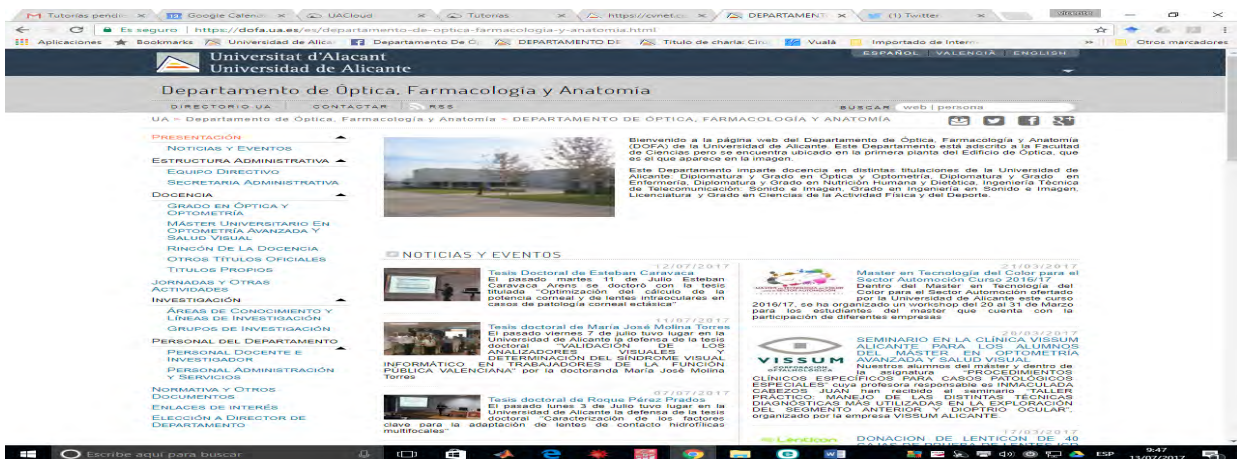 Tutorías pendi
Google Calen
UACloud
Tutorías
https://cvnet.c
DEPARTAMENT
(1) Twitter
Es seguro | https://dofa.ua.es/es/departamento-de-optica-farmacologia-y-anatomia.html
Aplicaciones
Bookmarks
Universidad de Alica
Departamento De Ó
DEPARTAMENTO DE
Título de charla: Cin
Vualà
Importado de Intern
Otros marcadores
Universitat d'Alacant
Universidad de Alicante
ESPAÑOL VALENCIÀ ENGLISH
Departamento de Óptica, Farmacología y Anatomía
DIRECTORIO UA CONTACTAR RSS
BUSCAR web | persona
UA » Departamento de Óptica, Farmacología y Anatomía » DEPARTAMENTO DE ÓPTICA, FARMACOLOGÍA Y ANATOMÍA
PRESENTACIÓN
NOTICIAS Y EVENTOS
ESTRUCTURA ADMINISTRATIVA
EQUIPO DIRECTIVO
SECRETARIA ADMINISTRATIVA
DOCENCIA
GRADO EN ÓPTICA Y
OPTOMETRÍA
MÁSTER UNIVERSITARIO EN
OPTOMETRÍA AVANZADA Y
SALUD VISUAL
RINCÓN DE LA DOCENCIA
OTROS TÍTULOS OFICIALES
TITULOS PROPIOS
JORNADAS Y OTRAS
ACTIVIDADES
INVESTIGACIÓN
ÁREAS DE CONOCIMIENTO Y
LÍNEAS DE INVESTIGACIÓN
GRUPOS DE INVESTIGACIÓN
PERSONAL DEL DEPARTAMENTO
PERSONAL DOCENTE E
INVESTIGADOR
PERSONAL ADMINISTRACIÓN
Y SERVICIOS
NORMATIVA Y OTROS
DOCUMENTOS
ENLACES DE INTERÉS
ELECCIÓN A DIRECTOR DE
DEPARTAMENTO
Bienvenido a la página web del Departamento de Óptica, Farmacología y Anatomía
(DOFA) de la Universidad de Alicante. Este Departamento está adscrito a la Facultad
de Ciencias pero se encuentra ubicado en la primera planta del Edificio de Óptica, que
es el que aparece en la imagen.
Este Departamento imparte docencia en distintas titulaciones de la Universidad de
Alicante: Diplomatura y Grado en Óptica y Optometría, Diplomatura y Grado en
Enfermería, Diplomatura y Grado en Nutrición Humana y Dietética, Ingeniería Técnica
de Telecomunicación: Sonido e Imagen, Grado en Ingeniería en Sonido e Imagen,
Licenciatura y Grado en Ciencias de la Actividad Física y del Deporte.
NOTICIAS Y EVENTOS
12/07/2017
Tesis Doctoral de Esteban Caravaca
El pasado martes 11 de Julio Esteban
Caravaca Arens se doctoró con la tesis
titulada "Optimización del cálculo de la
potencia corneal y de lentes intraoculares en
casos de patología corneal ectásica"
11/07/2017
Tesis doctoral de María José Molina Torres
El pasado viernes 7 de julio tuvo lugar en la
Universidad de Alicante la defensa de la tesis
doctoral "VALIDACIÓN DE LOS
ANALIZADORES VISUALES Y
DETERMINACIÓN DEL SÍNDROME VISUAL
INFORMÁTICO EN TRABAJADORES DE LA FUNCIÓN
PÚBLICA VALENCIANA" por la doctorenda María José Molina
Torres
07/07/2017
Tesis doctoral de Roque Pérez Prados
El pasado lunes 3 de Julio tuvo lugar en la
Universidad de Alicante la defensa de la tesis
doctoral "Caracterización de los factores
clave para la adaptación de lentes de contacto hidrofílicas
multifocales"
21/03/2017
Master en Tecnología del Color para el
Sector Automoción Curso 2016/17
Dentro del Master en Tecnología del
Color para el Sector Automoción ofertado
por la Universidad de Alicante este curso
2016/17, se ha organizado un workshop del 20 al 31 de Marzo
para los estudiantes del master que cuenta con la
participación de diferentes empresas
20/03/2017
SEMINARIO EN LA CLÍNICA VISSUM
ALICANTE PARA LOS ALUMNOS
DEL MÁSTER EN OPTOMETRÍA
AVANZADA Y SALUD VISUAL
VISSUM
CORPORACIÓN
OFTALMOLÓGICA
Nuestros alumnos del máster y dentro de
la asignatura "PROCEDIMIENTOS
CLÍNICOS ESPECÍFICOS PARA CASOS PATOLÓGICOS
ESPECIALES" cuya profesora responsable es INMACULADA
CABEZOS JUAN, han recibido el seminario "TALLER
PRÁCTICO: MANEJO DE LAS DISTINTAS TÉCNICAS
DIAGNÓSTICAS MÁS UTILIZADAS EN LA EXPLORACIÓN
DEL SEGMENTO ANTERIOR Y DIOPTRIO OCULAR",
organizado por la empresa VISSUM ALICANTE.
17/03/2017
Lenticon
DONACIÓN DE LENTICON DE 40
Escribe aquí para buscar
ESP
9:47
13/07/2017